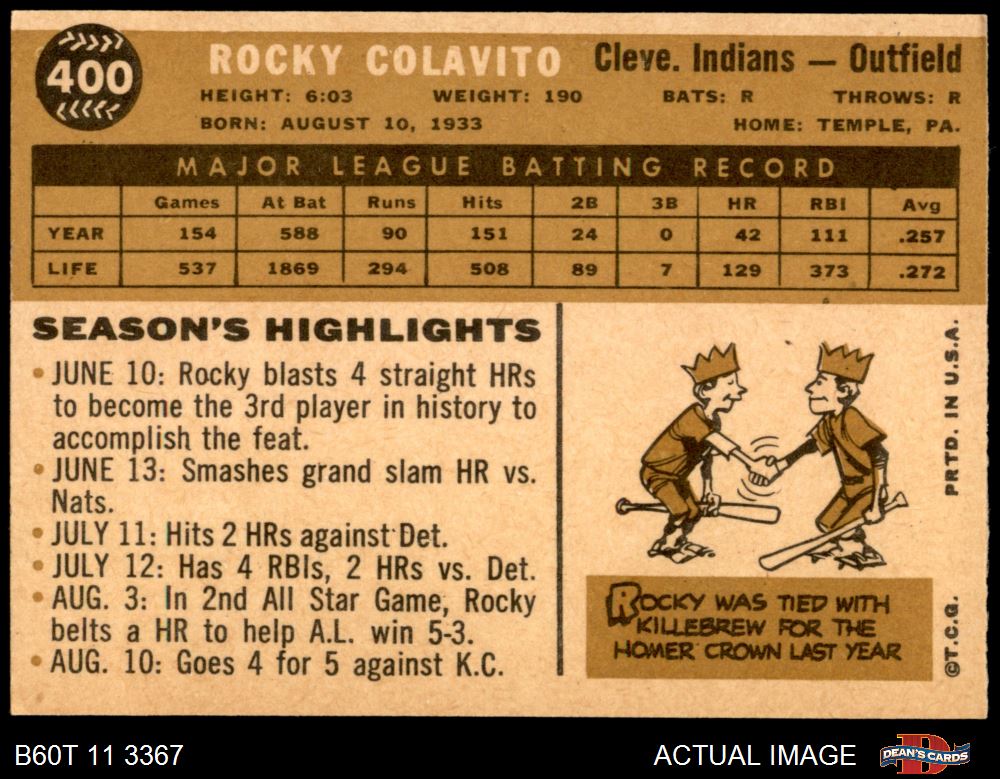 400
ROCKY COLAVITO Cleve. Indians — Outfield
HEIGHT: 6:03 WEIGHT: 190 BATS: R THROWS: R
BORN: AUGUST 10, 1933 HOME: TEMPLE, PA.
MAJOR LEAGUE BATTING RECORD
Games At Bat Runs Hits 2B 3B HR RBI Avg
YEAR 154 588 90 151 24 0 42 111 .257
LIFE 537 1869 294 508 89 7 129 373 .272
SEASON'S HIGHLIGHTS
• JUNE 10: Rocky blasts 4 straight HRs
to become the 3rd player in history to
accomplish the feat.
• JUNE 13: Smashes grand slam HR vs.
Nats.
• JULY 11: Hits 2 HRs against Det.
• JULY 12: Has 4 RBIs, 2 HRs vs. Det.
• AUG. 3: In 2nd All Star Game, Rocky
belts a HR to help A.L. win 5-3.
• AUG. 10: Goes 4 for 5 against K.C.
ROCKY WAS TIED WITH
KILLEBREW FOR THE
HOMER CROWN LAST YEAR
PRTD. IN U.S.A.
©T.C.G.
B60T 11 3367 ACTUAL IMAGE DEAN'S CARDS